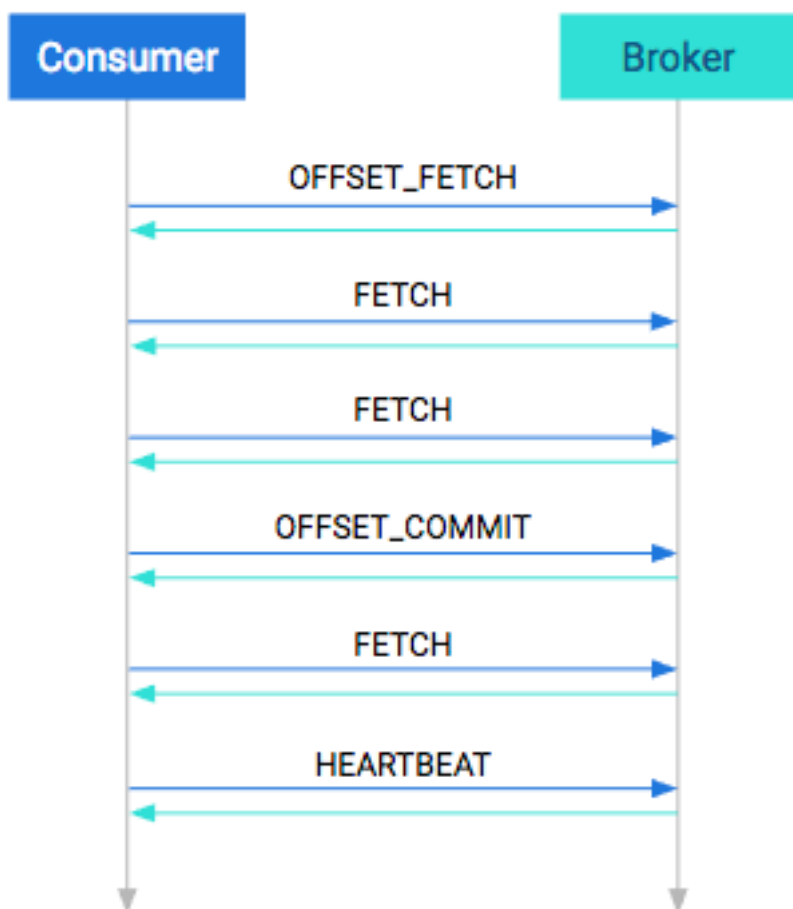 Consumer
Broker
OFFSET_FETCH
FETCH
FETCH
OFFSET_COMMIT
FETCH
HEARTBEAT